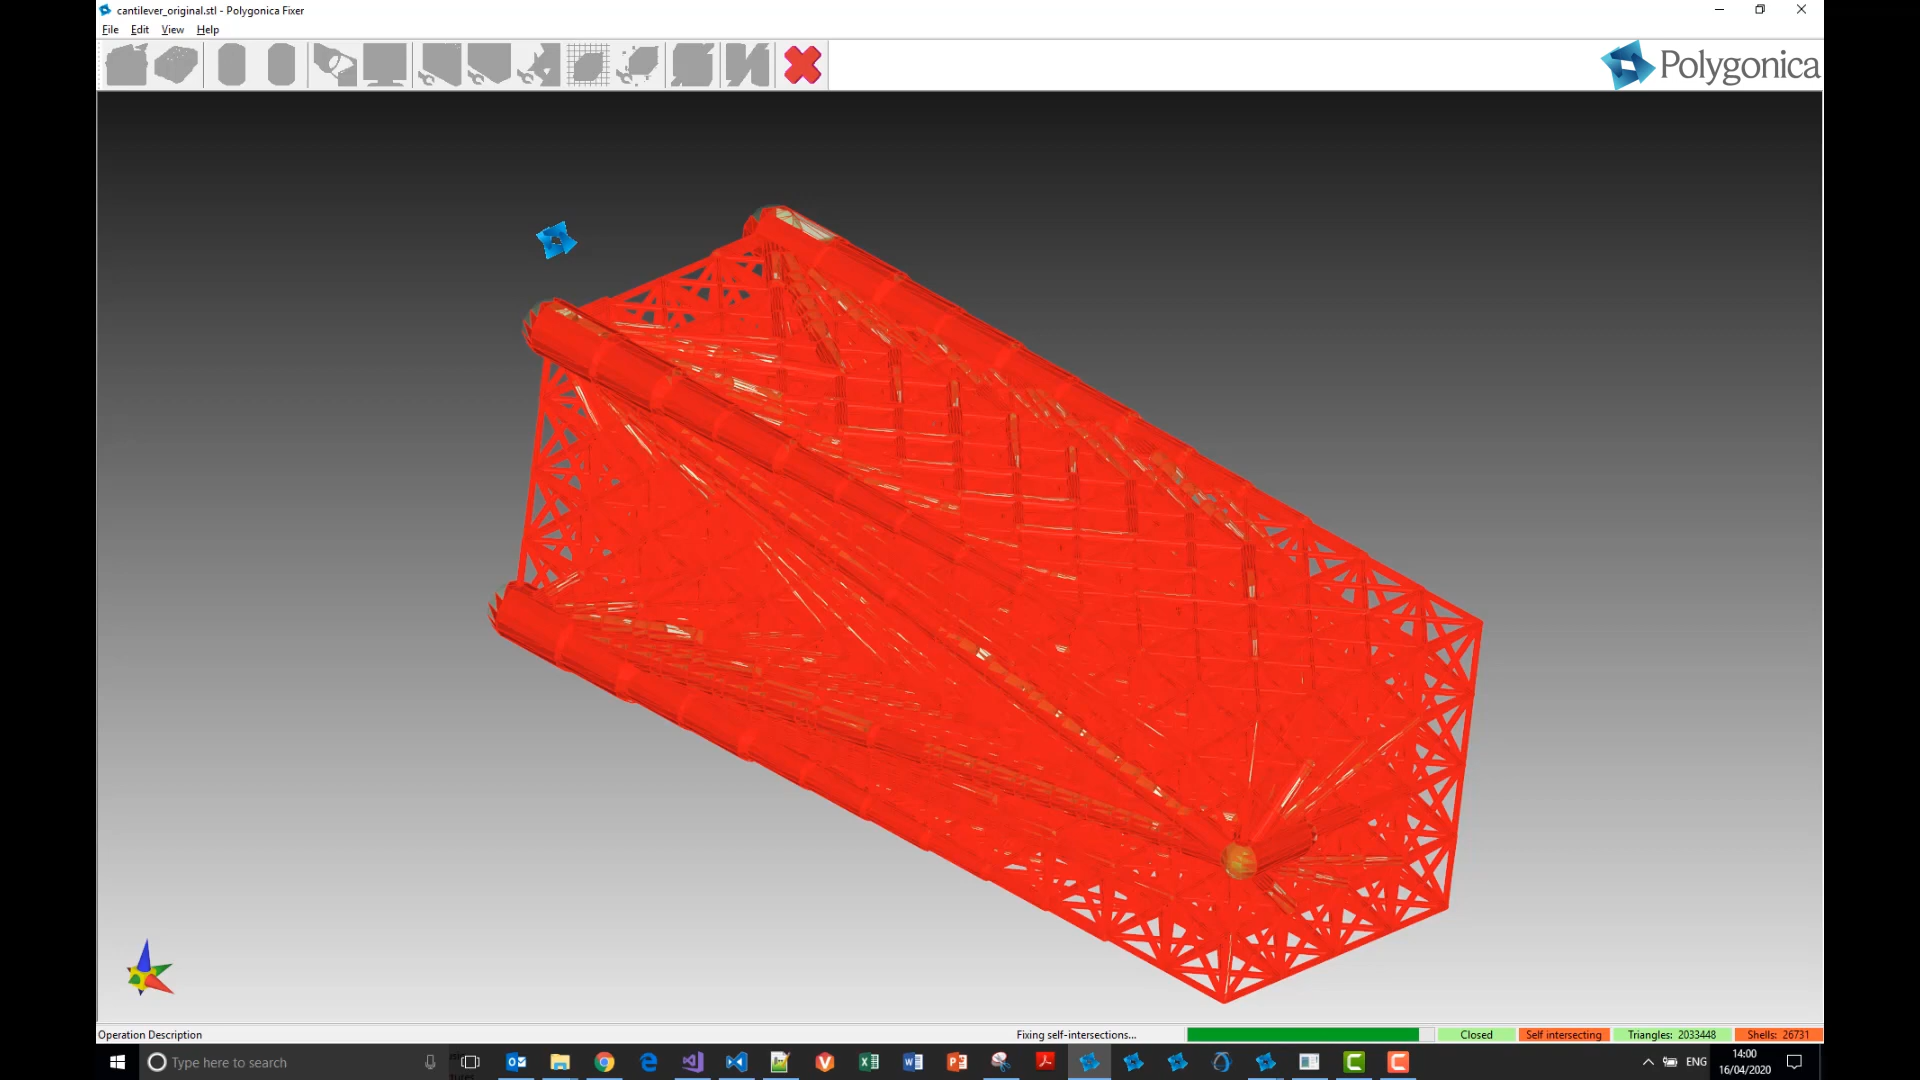 cantilever_original.stl - Polygonica Fixer
File Edit View Help
Polygonica
Operation Description
Fixing self-intersections...
Closed
Self intersecting
Triangles: 2033448
Shells: 26731
Type here to search
ENG
14:00
16/04/2020